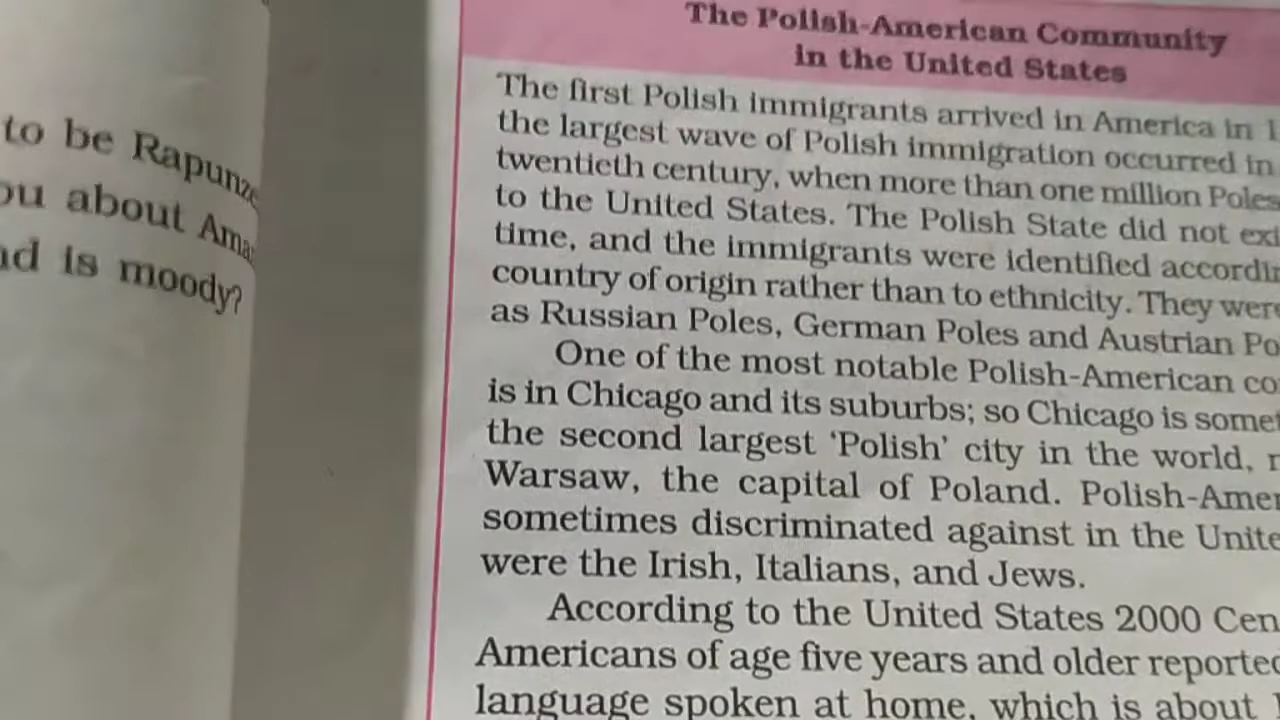 to be Rapunze
ou about Ama
nd is moody?
The Polish-American Community
in the United States
The first Polish immigrants arrived in America in 1
the largest wave of Polish immigration occurred in
twentieth century, when more than one million Poles
to the United States. The Polish State did not exi
time, and the immigrants were identified accordin
country of origin rather than to ethnicity. They were
as Russian Poles, German Poles and Austrian Po
One of the most notable Polish-American co
is in Chicago and its suburbs; so Chicago is somet
the second largest ‘Polish’ city in the world, r
Warsaw, the capital of Poland. Polish-Amer
sometimes discriminated against in the Unite
were the Irish, Italians, and Jews.
According to the United States 2000 Cen
Americans of age five years and older reported
language spoken at home, which is about